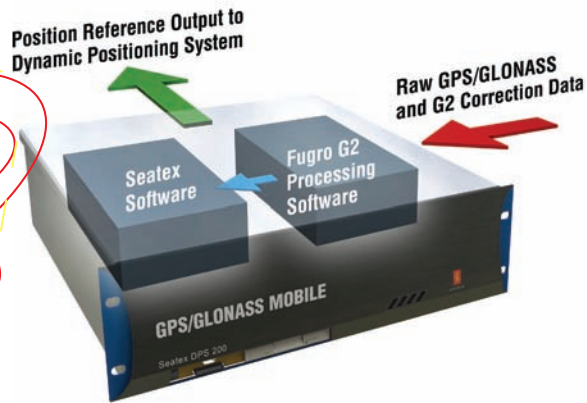 Position Reference Output to
Dynamic Positioning System
Raw GPS/GLONASS
and G2 Correction Data
Seatex
Software
Fugro G2
Processing
Software
GPS/GLONASS MOBILE
Seatex DPS 200